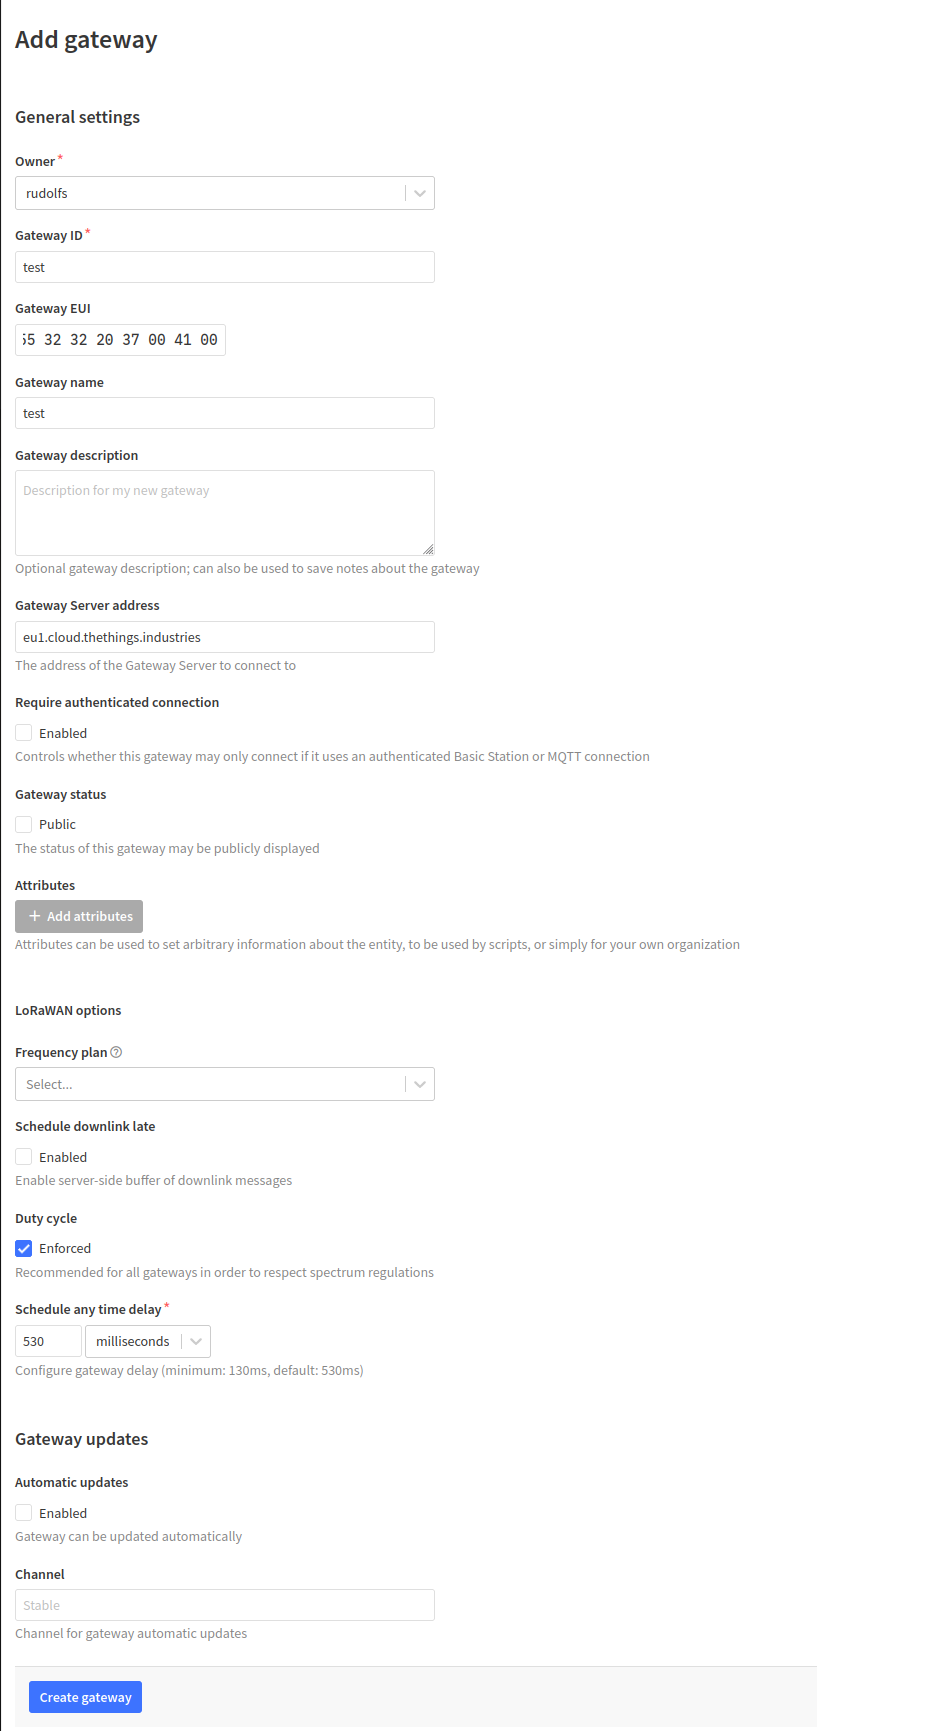 Add gateway
General settings
Owner *
rudolfs
Gateway ID *
test
Gateway EUI
32 32 20 37 00 41 00
Gateway name
test
Gateway description
Description for my new gateway
Optional gateway description; can also be used to save notes about the gateway
Gateway Server address
eu1.cloud.thethings.industries
The address of the Gateway Server to connect to
Require authenticated connection
Enabled
Controls whether this gateway may only connect if it uses an authenticated Basic Station or MQTT connection
Gateway status
Public
The status of this gateway may be publicly displayed
Attributes
+ Add attributes
Attributes can be used to set arbitrary information about the entity, to be used by scripts, or simply for your own organization
LoRaWAN options
Frequency plan ?
Select...
Schedule downlink late
Enabled
Enable server-side buffer of downlink messages
Duty cycle
Enforced
Recommended for all gateways in order to respect spectrum regulations
Schedule any time delay *
530 milliseconds
Configure gateway delay (minimum: 130ms, default: 530ms)
Gateway updates
Automatic updates
Enabled
Gateway can be updated automatically
Channel
Stable
Channel for gateway automatic updates
Create gateway